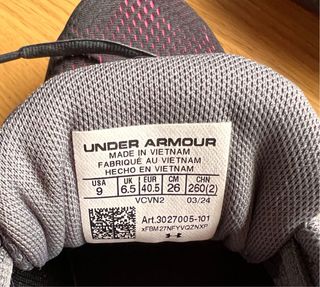 UNDER ARMOUR
MADE IN VIETNAM
FABRIQUÉ AU VIETNAM
HECHO EN VIETNAM
USA UK EUR CM CHN
9 6.5 40.5 26 260(2)
VCVN2 03/24
Art.3027005-101
xFBM27NFYVQZNXP